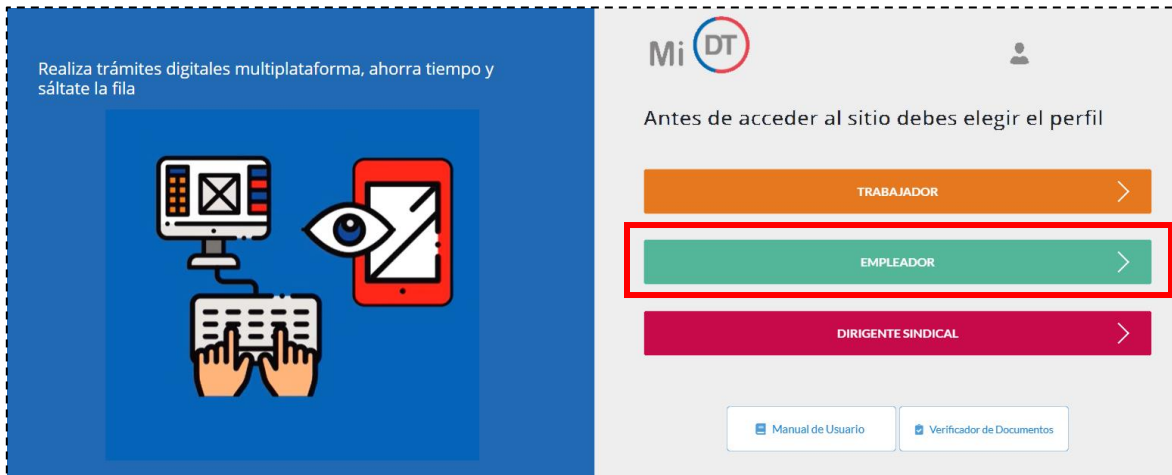 Realiza trámites digitales multiplataforma, ahorra tiempo y
sáltate la fila
Mi DT
Antes de acceder al sitio debes elegir el perfil
TRABAJADOR
EMPLEADOR
DIRIGENTE SINDICAL
Manual de Usuario
Verificador de Documentos